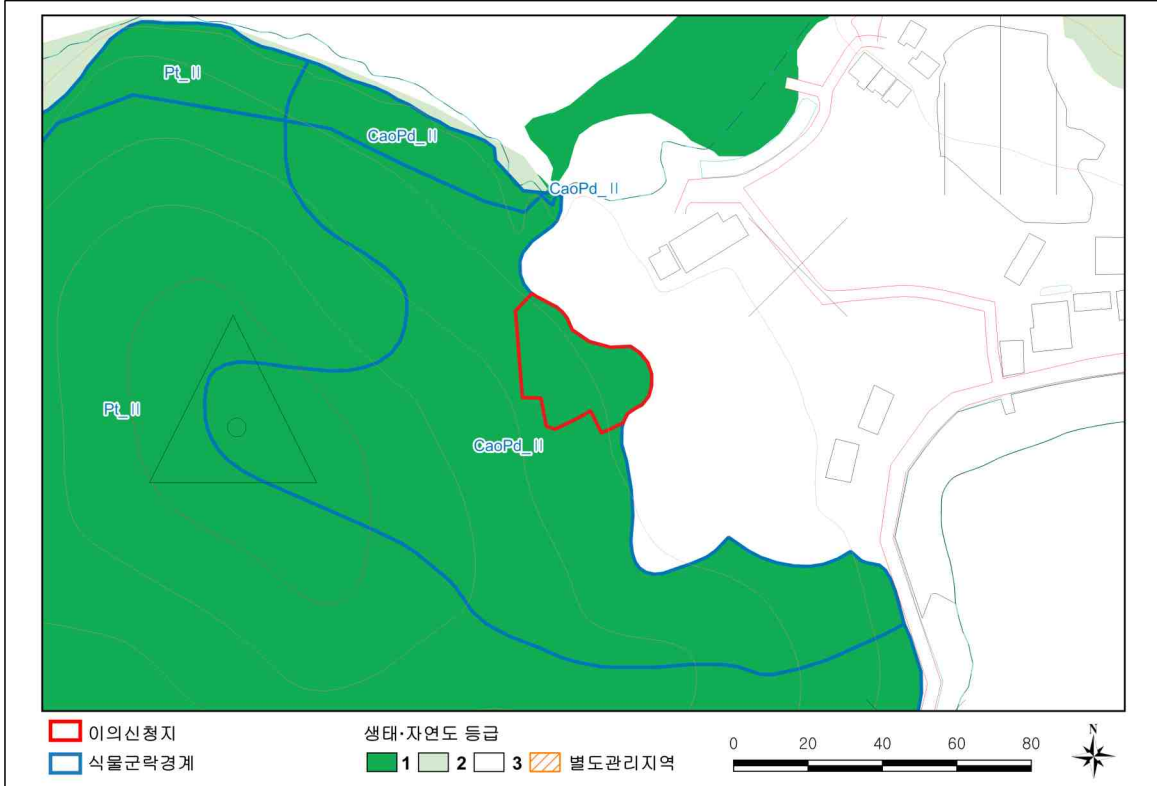 Pt_Ⅱ
CaoPd_Ⅱ
CaoPd_Ⅱ
Pt_Ⅱ
CaoPd_Ⅱ
이의신청지
식물군락경계
생태·자연도 등급
1 2 3 별도관리지역
0 20 40 60 80
N